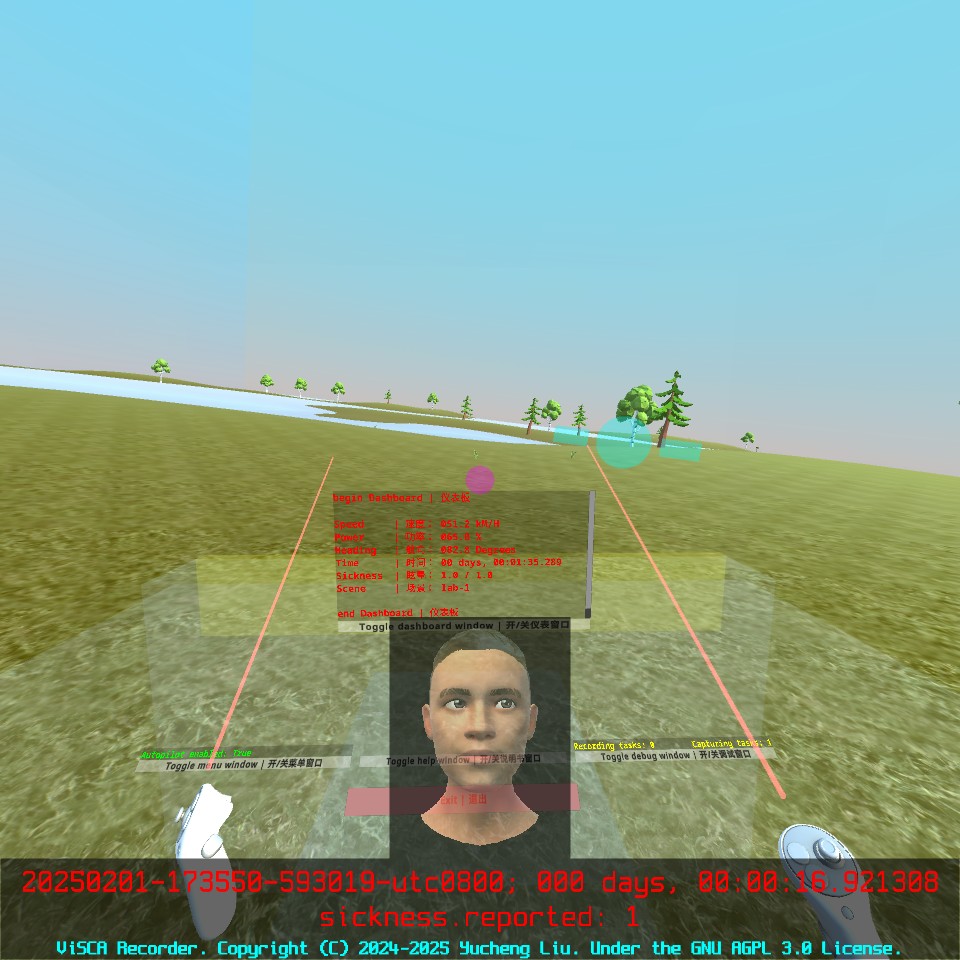 begin Dashboard | 仪表板
Speed | 速度: 051.2 kM/H
Power | 功率: 065.0 %
Heading | 航向: 082.8 Degrees
Time | 时间: 00 days, 00:01:35.289
Sickness | 眩晕: 1.0 / 1.0
Scene | 场景: lab-1
end Dashboard | 仪表板
Toggle dashboard window | 开/关仪表窗口
Autopilot enabled: True
Toggle menu window | 开/关菜单窗口
Toggle help window | 开/关说明书窗口
Recording tasks: 0 Capturing tasks: 1
Toggle debug window | 开/关调试窗口
Exit | 退出
20250201-173550-593019-utc0800; 000 days, 00:00:16.921308
sickness.reported: 1
ViSCA Recorder. Copyright (C) 2024-2025 Yucheng Liu. Under the GNU AGPL 3.0 License.